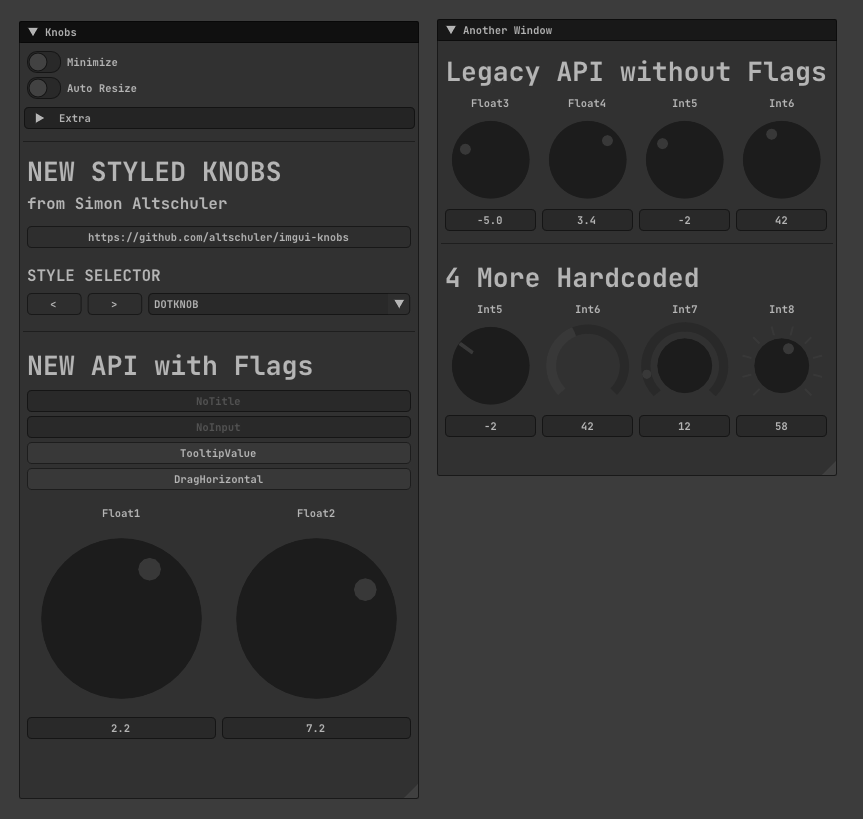 Knobs
Minimize
Auto Resize
Extra
NEW STYLED KNOBS
from Simon Altschuler
https://github.com/altschuler/imgui-knobs
STYLE SELECTOR
< > DOTKNOB
NEW API with Flags
NoTitle
NoInput
TooltipValue
DragHorizontal
Float1 Float2
2.2 7.2
Another Window
Legacy API without Flags
Float3 Float4 Int5 Int6
-5.0 3.4 -2 42
4 More Hardcoded
Int5 Int6 Int7 Int8
-2 42 12 58